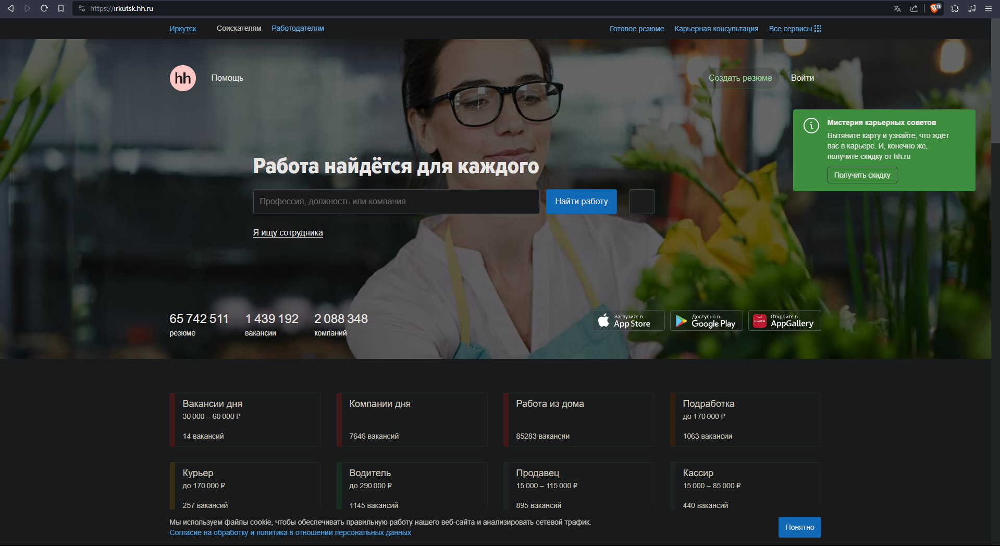 https://irkutsk.hh.ru
15
Иркутск
Соискателям
Работодателям
Готовое резюме
Карьерная консультация
Все сервисы
hh
Помощь
Создать резюме
Войти
Мистерия карьерных советов
Вытяните карту и узнайте, что ждёт
вас в карьере. И, конечно же,
получите скидку от hh.ru
Получить скидку
Работа найдётся для каждого
Профессия, должность или компания
Найти работу
Я ищу сотрудника
65 742 511
резюме
1 439 192
вакансии
2 088 348
компаний
Загрузите в
App Store
Доступно в
Google Play
HUAWEI
Откройте в
AppGallery
Вакансии дня
30 000 – 60 000 ₽
14 вакансий
Компании дня
7646 вакансий
Работа из дома
85283 вакансии
Подработка
до 170 000 ₽
1063 вакансии
Курьер
до 170 000 ₽
257 вакансий
Водитель
до 290 000 ₽
1145 вакансий
Продавец
15 000 – 115 000 ₽
895 вакансий
Кассир
15 000 – 85 000 ₽
440 вакансий
Мы используем файлы cookie, чтобы обеспечивать правильную работу нашего веб-сайта и анализировать сетевой трафик.
Согласие на обработку и политика в отношении персональных данных
Понятно